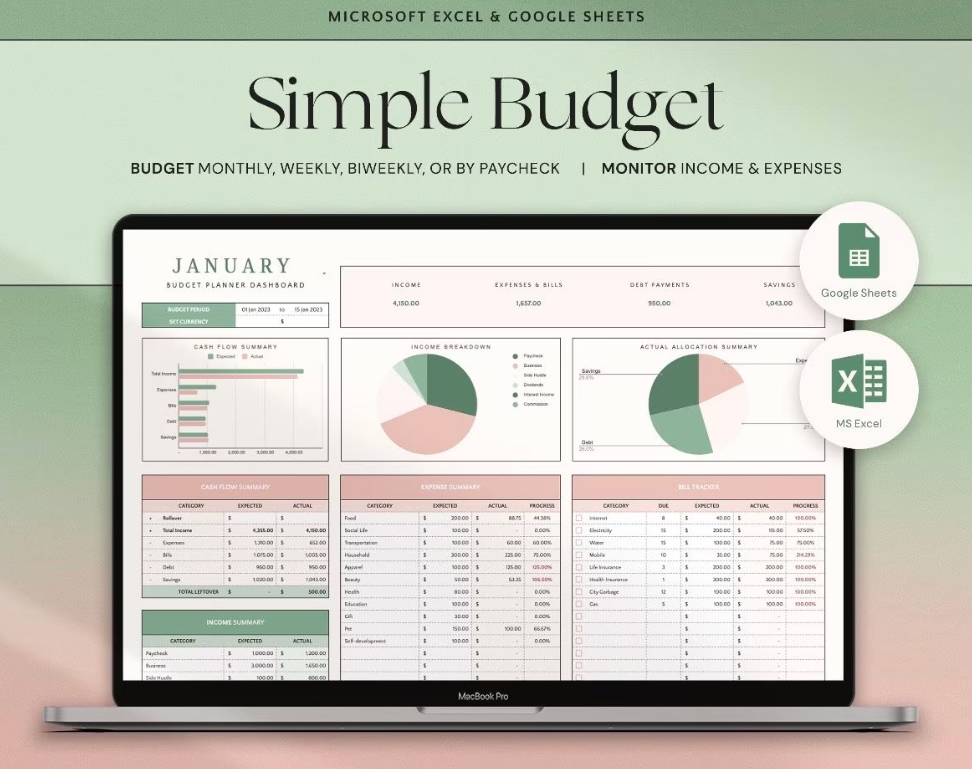 MICROSOFT EXCEL & GOOGLE SHEETS
Simple Budget
BUDGET MONTHLY, WEEKLY, BIWEEKLY, OR BY PAYCHECK | MONITOR INCOME & EXPENSES
Google Sheets
MS Excel
JANUARY
BUDGET PLANNER DASHBOARD
BUDGET PERIOD 01 Jan 2023 to 15 Jan 2023
SET CURRENCY $
INCOME EXPENSES & BILLS DEBT PAYMENTS SAVINGS
4,150.00 1,657.00 950.00 1,043.00
CASH FLOW SUMMARY
Expected Actual
Total Income
Expenses
Bills
Debt
Savings
- 1,000.00 2,000.00 3,000.00 4,000.00
INCOME BREAKDOWN
Paycheck
Business
Side Hustle
Dividends
Interest Income
Commission
ACTUAL ALLOCATION SUMMARY
Savings
Debt
CASH FLOW SUMMARY
CATEGORY EXPECTED ACTUAL
• Rollover $ $
• Total Income $ 4,355.00 $ 4,150.00
- Expenses $ 1,310.00 $ 652.00
- Bills $ 1,075.00 $ 1,005.00
- Debt $ 950.00 $ 950.00
- Savings $ 1,020.00 $ 1,043.00
TOTAL LEFTOVER $ - $ 500.00
INCOME SUMMARY
CATEGORY EXPECTED ACTUAL
Paycheck $ 1,000.00 $ 1,200.00
Business $ 3,000.00 $ 1,650.00
Side Hustle $ 100.00 $ 800.00
EXPENSE SUMMARY
CATEGORY EXPECTED ACTUAL PROGRESS
Food $ 200.00 $ 88.75 44.38%
Social Life $ 100.00 $ - 0.00%
Transportation $ 100.00 $ 60.00 60.00%
Household $ 300.00 $ 225.00 75.00%
Apparel $ 100.00 $ 125.00 125.00%
Beauty $ 50.00 $ 53.25 106.50%
Health $ 80.00 $ - 0.00%
Education $ 100.00 $ - 0.00%
Gift $ 30.00 $ - 0.00%
Pet $ 150.00 $ 100.00 66.67%
Self-development $ 100.00 $ - 0.00%
$ $ -
$ $ -
$ $ -
BILL TRACKER
CATEGORY DUE EXPECTED ACTUAL PROGRESS
Internet 8 $ 40.00 $ 40.00 100.00%
Electricity 15 $ 200.00 $ 115.00 57.50%
Water 15 $ 100.00 $ 75.00 75.00%
Mobile 10 $ 35.00 $ 75.00 214.29%
Life Insurance 3 $ 200.00 $ 200.00 100.00%
Health Insurance 1 $ 300.00 $ 300.00 100.00%
City Garbage 12 $ 100.00 $ 100.00 100.00%
Gas 5 $ 100.00 $ 100.00 100.00%
$ $ -
$ $ -
$ $ -
$ $ -
$ $ -
$ $ -
MacBook Pro